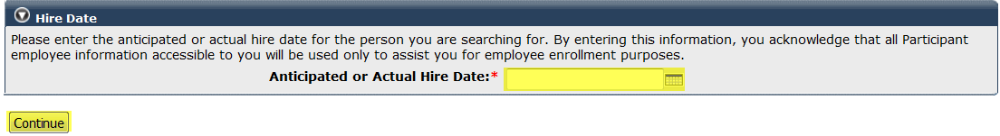 Hire Date
Please enter the anticipated or actual hire date for the person you are searching for. By entering this information, you acknowledge that all Participant
employee information accessible to you will be used only to assist you for employee enrollment purposes.
Anticipated or Actual Hire Date:*
Continue